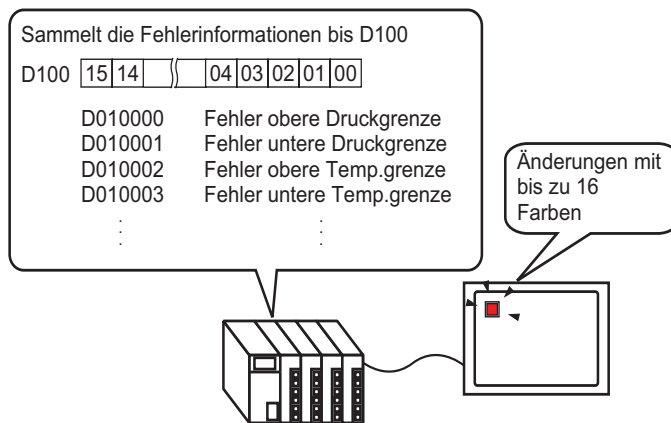 Sammelt die Fehlerinformationen bis D100
D100 15 14 04 03 02 01 00
D010000 Fehler obere Druckgrenze
D010001 Fehler untere Druckgrenze
D010002 Fehler obere Temp.grenze
D010003 Fehler untere Temp.grenze
Änderungen mit
bis zu 16
Farben